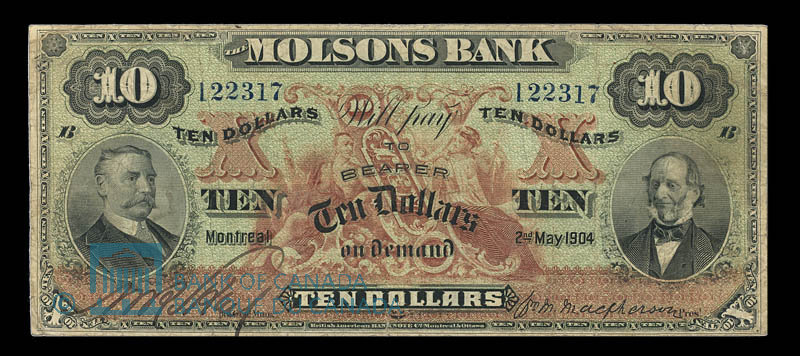 THE MOLSONS BANK
10 10
122317 122317
Will pay
B B
TEN DOLLARS TEN DOLLARS
TO
BEARER
TEN TEN
Ten Dollars
Montreal 2nd May 1904
on Demand
BANK OF CANADA
TEN DOLLARS
Wm. M. Macpherson Prest.
British American Bank Note Co. Montreal & Ottawa